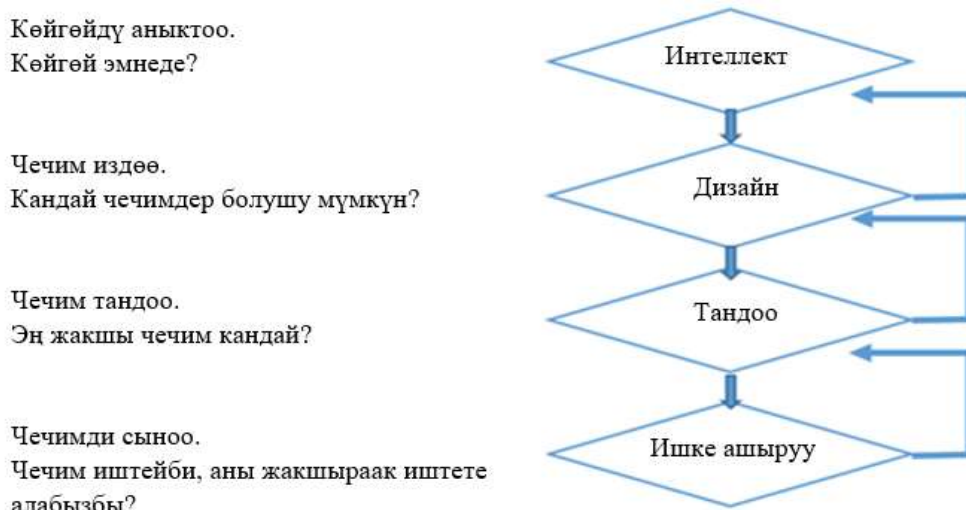 Көйгөйдү аныктоо.
Көйгөй эмнеде?
Интеллект
Чечим издөө.
Кандай чечимдер болушу мүмкүн?
Дизайн
Чечим тандоо.
Эң жакшы чечим кандай?
Тандоо
Чечимди сыноо.
Чечим иштейби, аны жакшыраак иштете
алабызбы?
Ишке ашыруу